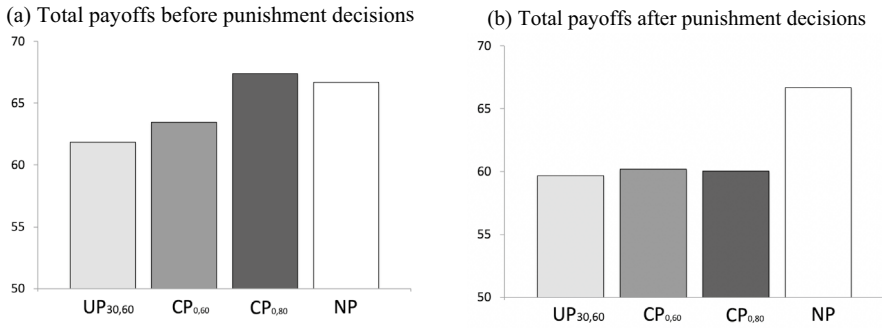 (a) Total payoffs before punishment decisions
70
65
60
55
50
UP30,60 CP0,60 CP0,80 NP
(b) Total payoffs after punishment decisions
70
65
60
55
50
UP30,60 CP0,60 CP0,80 NP